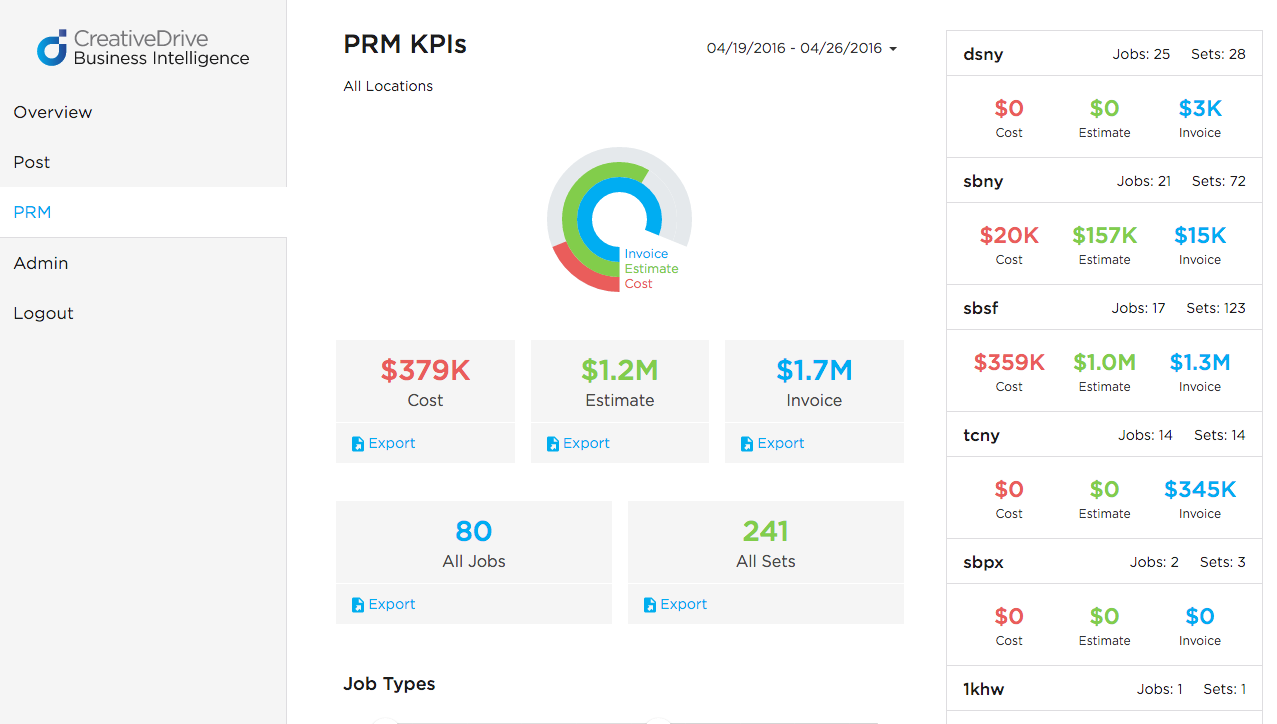 CreativeDrive
Business Intelligence
Overview
Post
PRM
Admin
Logout
PRM KPIs
04/19/2016 - 04/26/2016
All Locations
Invoice
Estimate
Cost
$379K
Cost
Export
$1.2M
Estimate
Export
$1.7M
Invoice
Export
80
All Jobs
Export
241
All Sets
Export
Job Types
dsny Jobs: 25 Sets: 28
$0 $0 $3K
Cost Estimate Invoice
sbny Jobs: 21 Sets: 72
$20K $157K $15K
Cost Estimate Invoice
sbsf Jobs: 17 Sets: 123
$359K $1.0M $1.3M
Cost Estimate Invoice
tcny Jobs: 14 Sets: 14
$0 $0 $345K
Cost Estimate Invoice
sbpx Jobs: 2 Sets: 3
$0 $0 $0
Cost Estimate Invoice
1khw Jobs: 1 Sets: 1